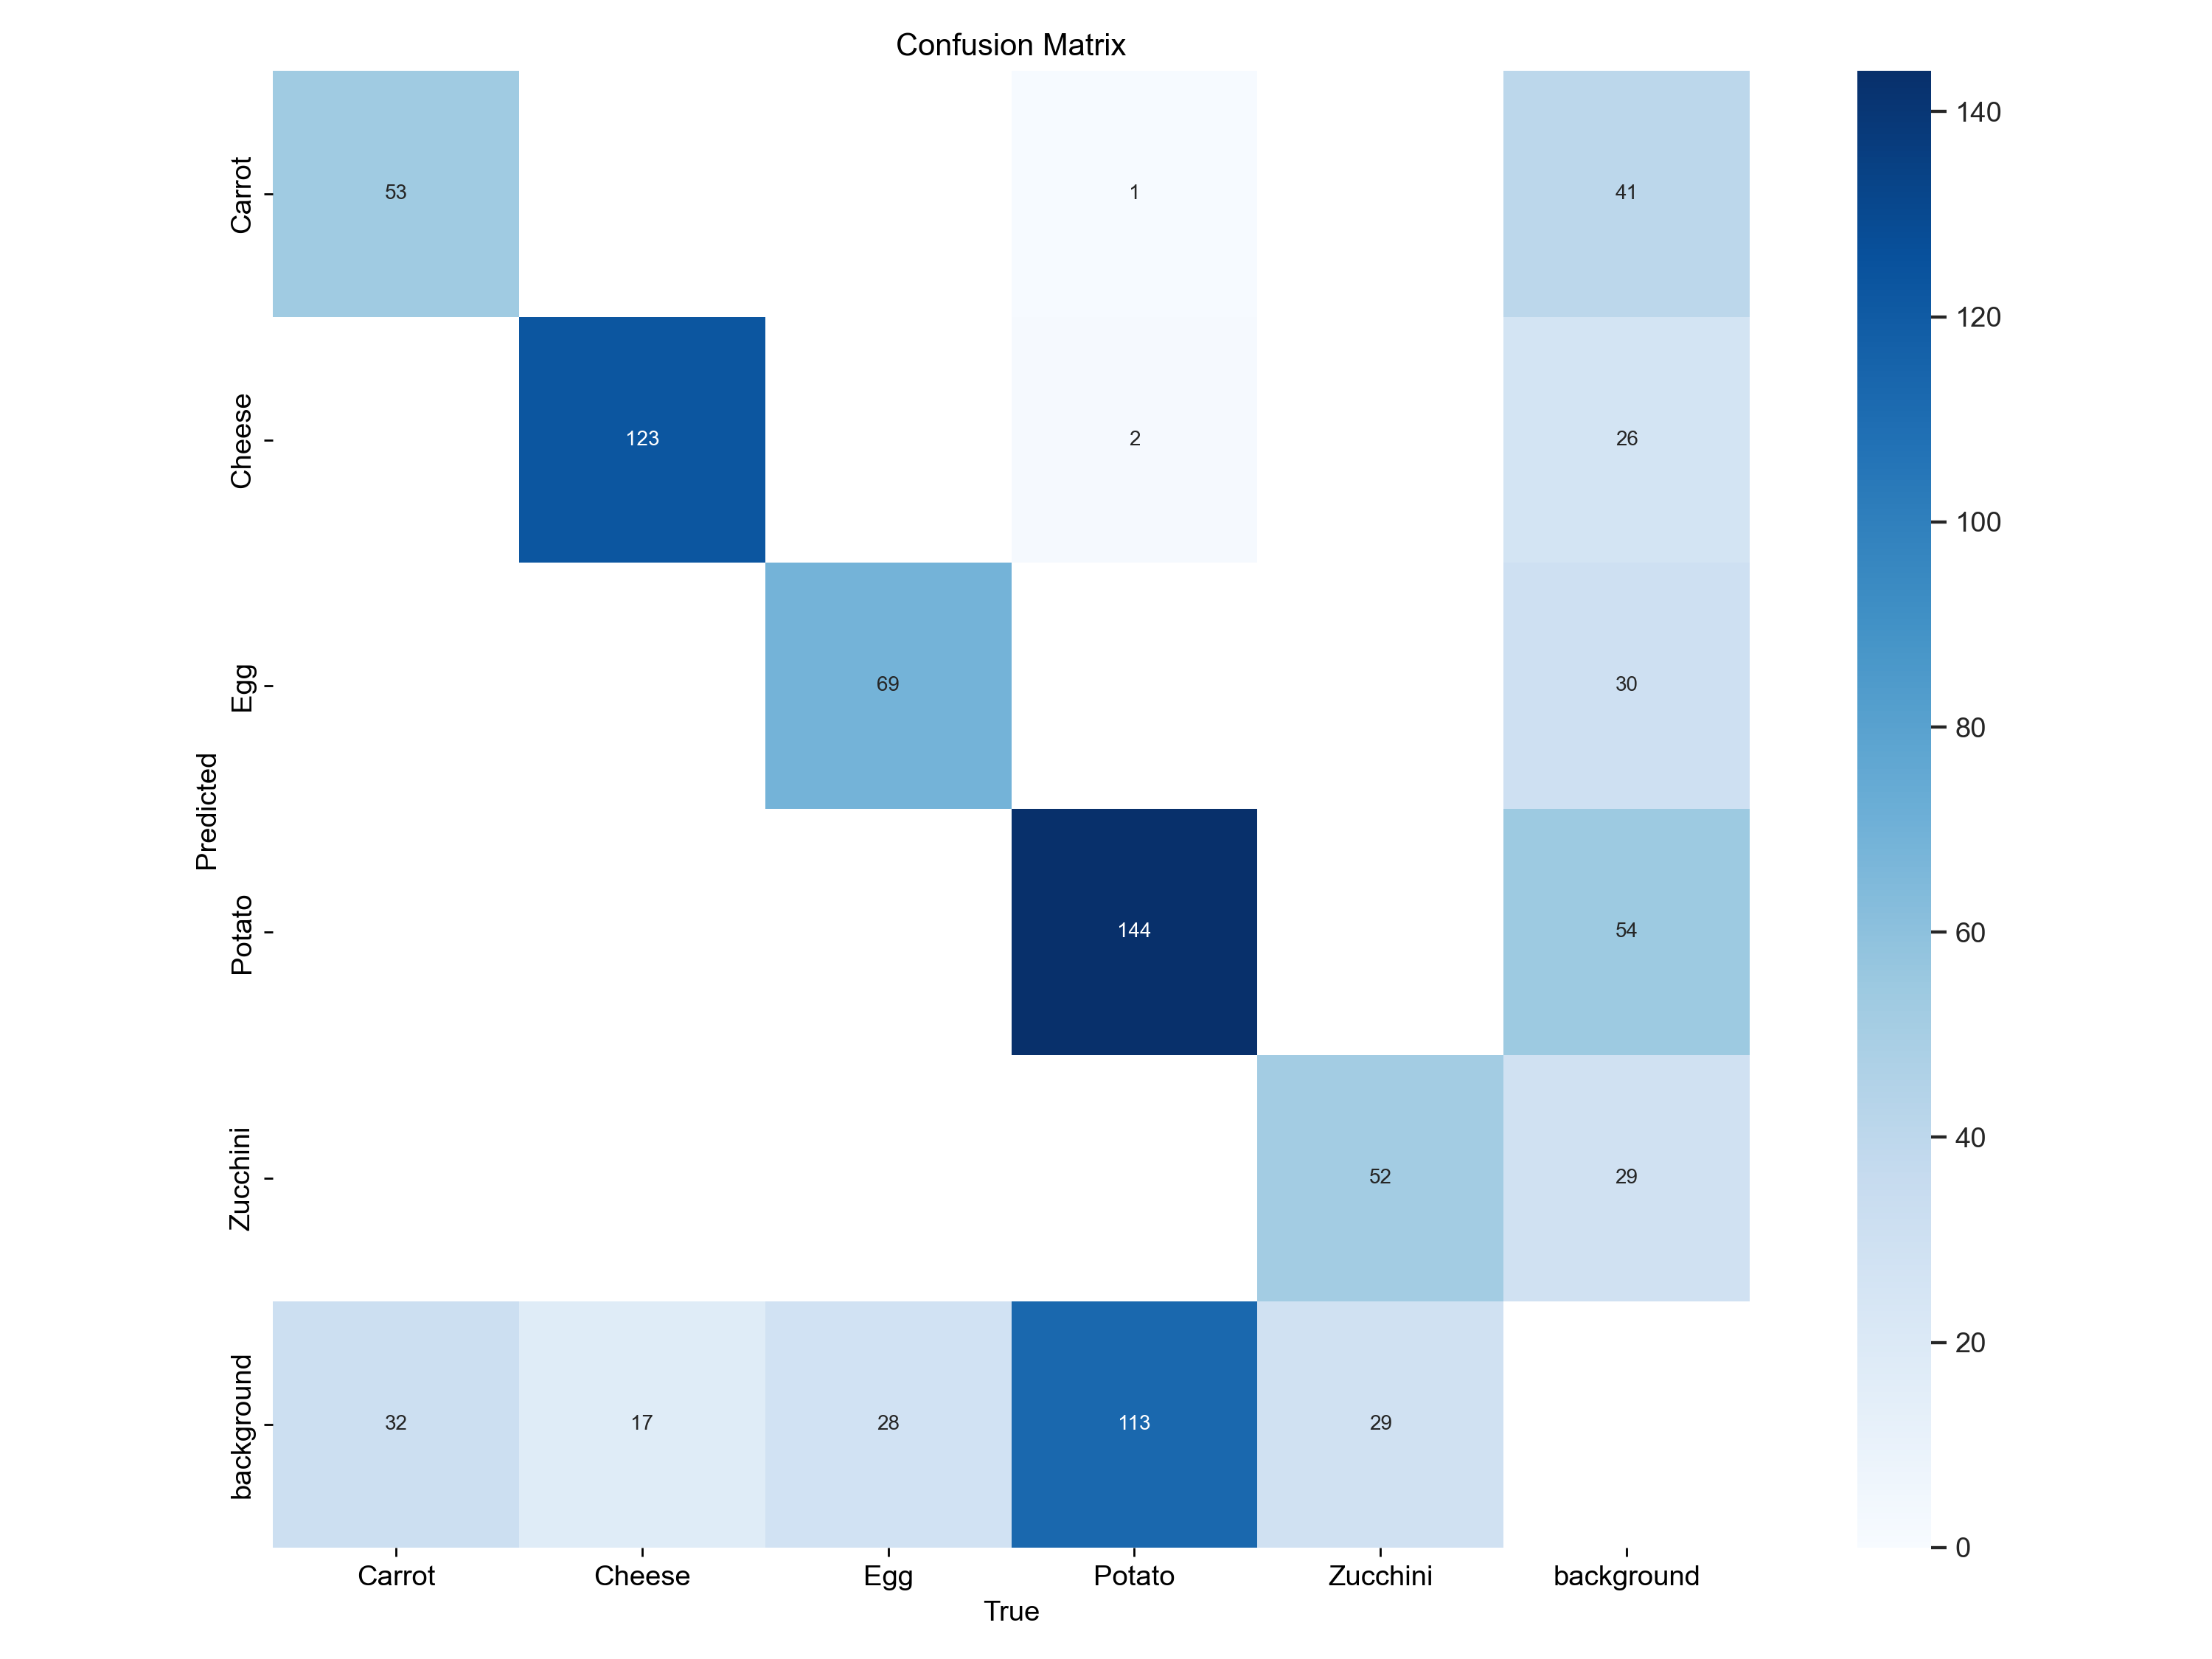 Confusion Matrix
Carrot
53
1
41
140
Cheese
123
2
26
120
100
Egg
69
30
80
Predicted
Potato
144
54
60
Zucchini
52
29
40
background
32
17
28
113
29
20
0
Carrot
Cheese
Egg
Potato
Zucchini
background
True